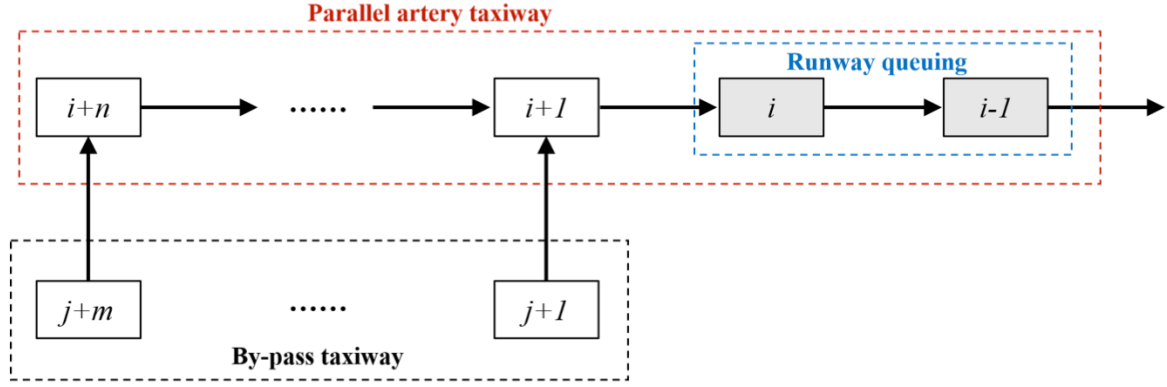 Parallel artery taxiway
Runway queuing
i+n
......
i+1
i
i-1
j+m
......
j+1
By-pass taxiway